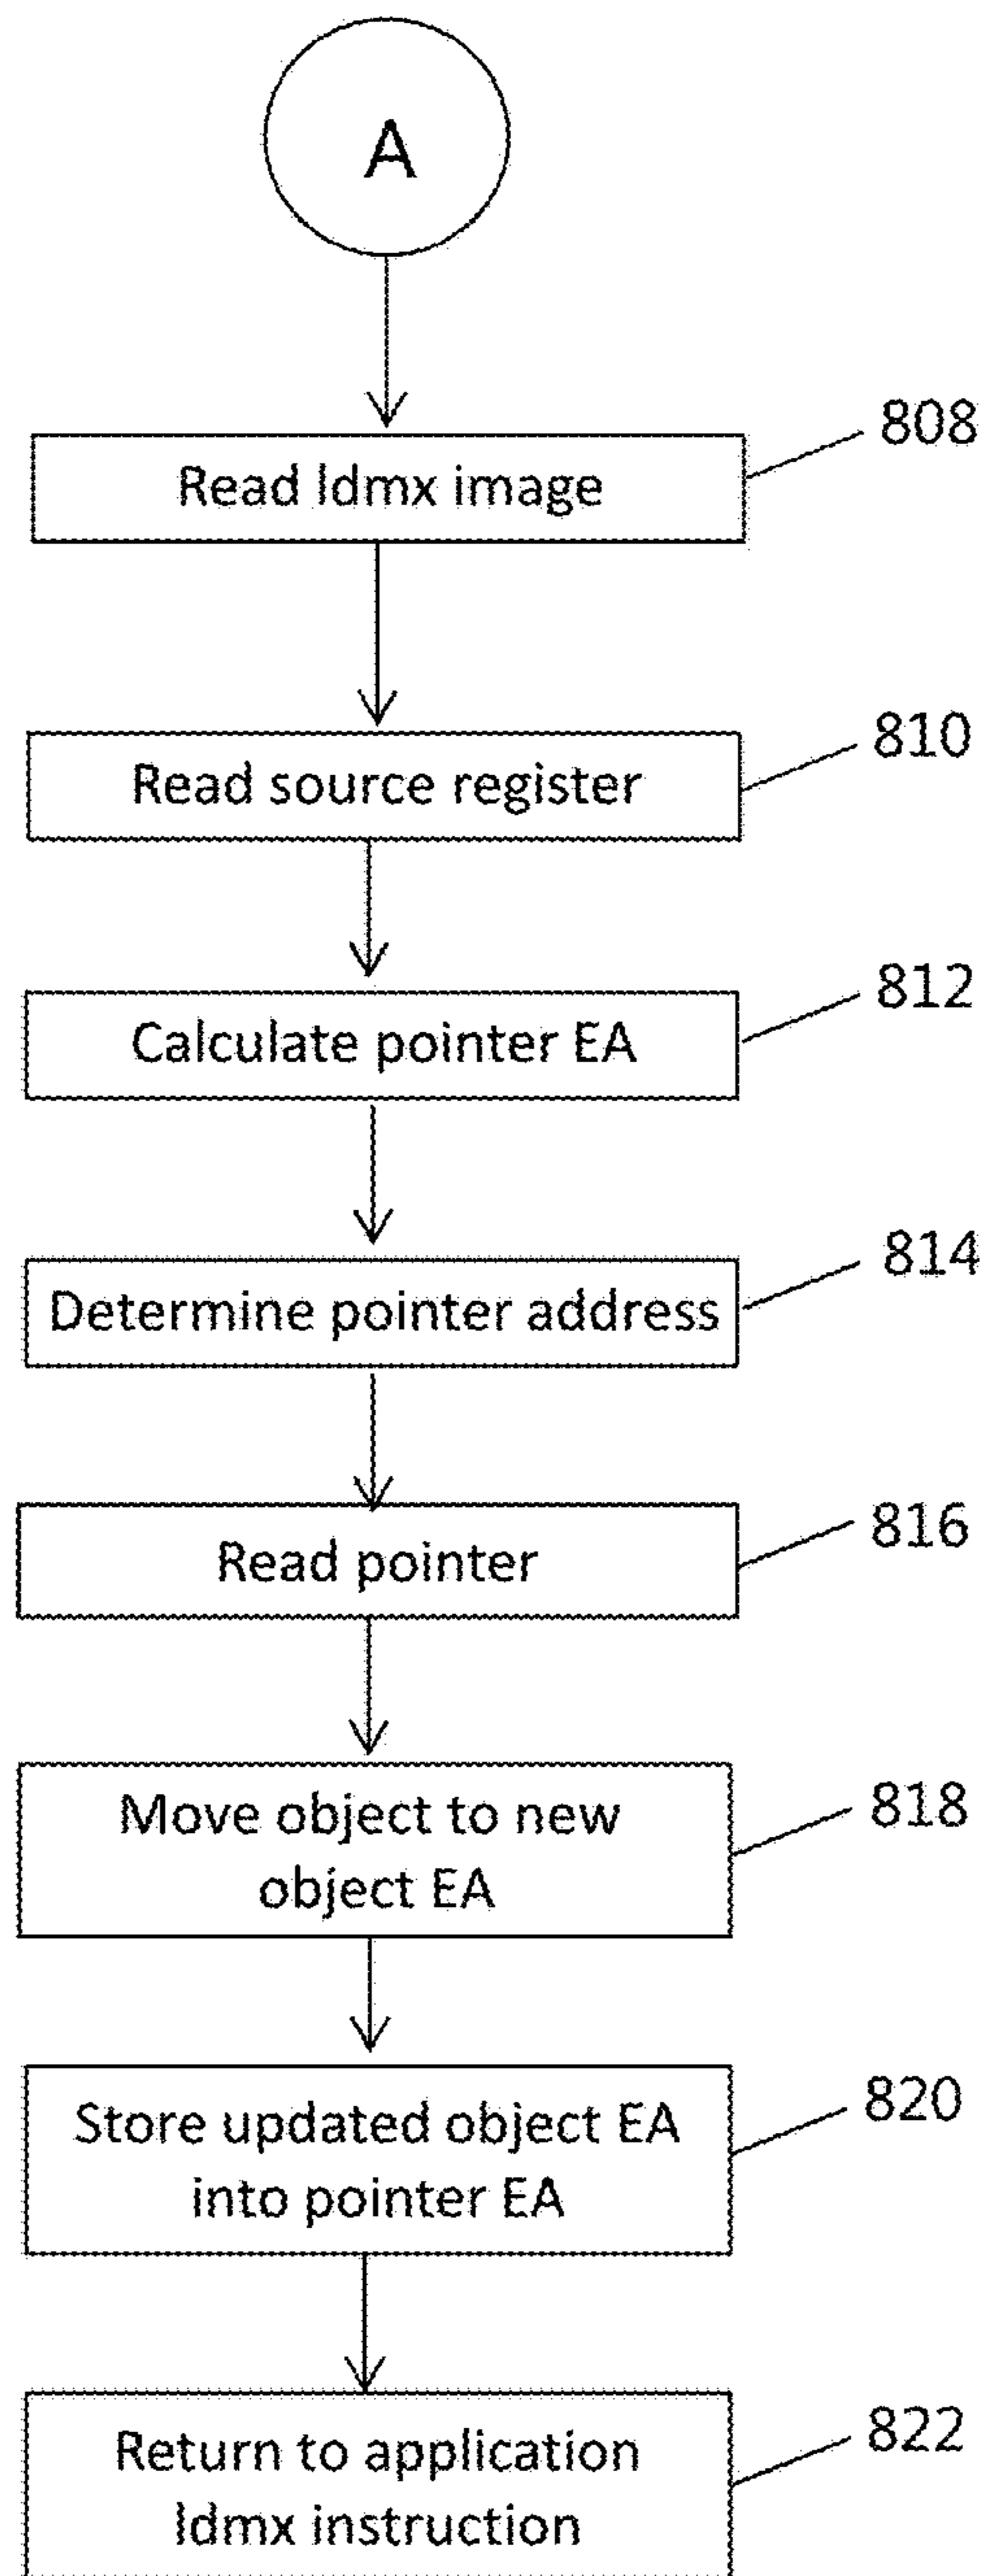 A
808
Read ldmx image
810
Read source register
812
Calculate pointer EA
814
Determine pointer address
816
Read pointer
818
Move object to new
object EA
820
Store updated object EA
into pointer EA
822
Return to application
ldmx instruction